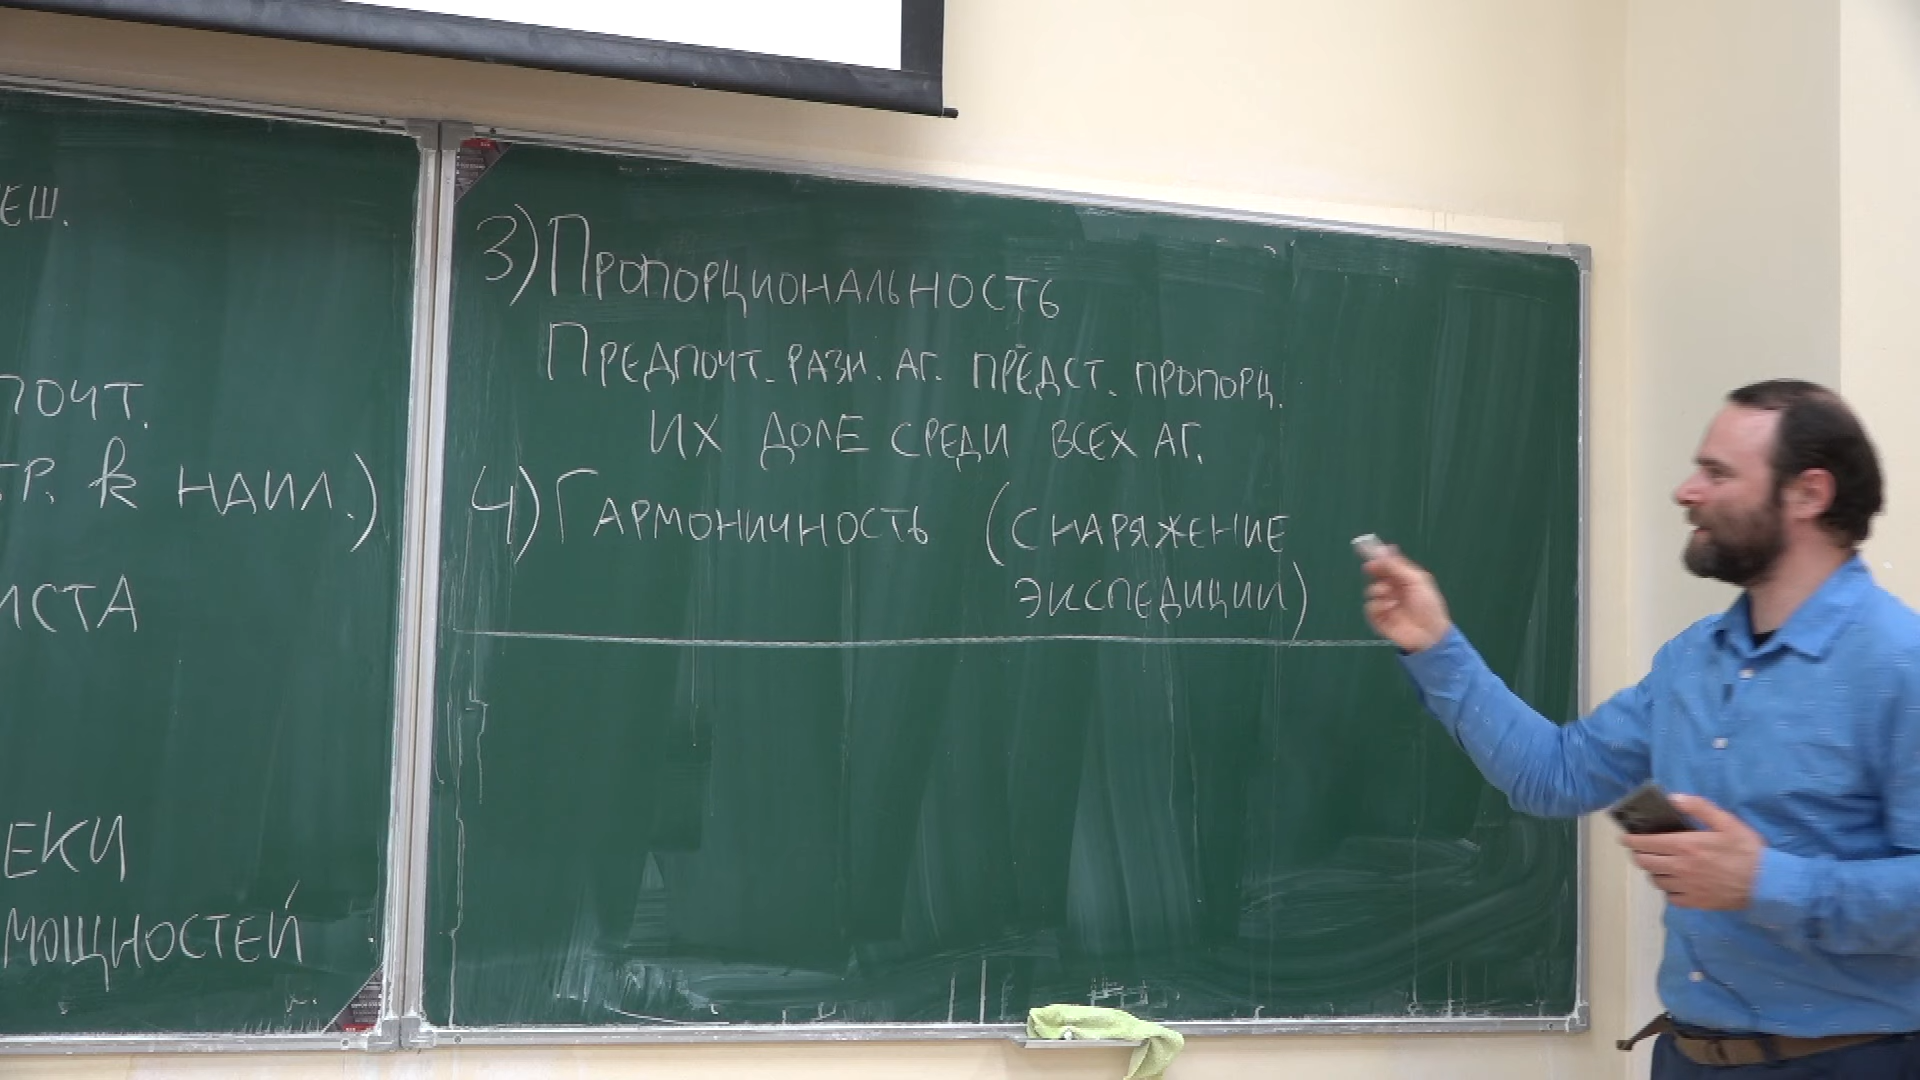 ЕШ.
ПОЧТ.
ТР. k НАИЛ.)
ИСТА
ЕКИ
МОЩНОСТЕЙ
3) ПРОПОРЦИОНАЛЬНОСТЬ
ПРЕДПОЧТ. РАЗН. АГ. ПРЕДСТ. ПРОПОРЦ.
ИХ ДОЛЕ СРЕДИ ВСЕХ АГ.
4) ГАРМОНИЧНОСТЬ (СНАРЯЖЕНИЕ
ЭКСПЕДИЦИИ)